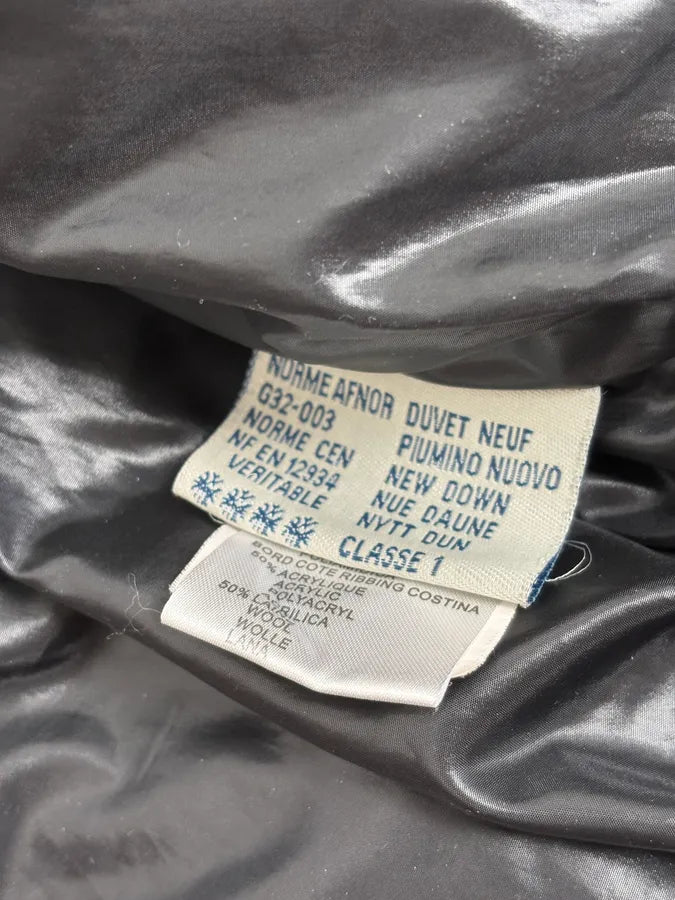 NORME AFNOR
G32-003
NORME CEN
NF EN 12934
VERITABLE
DUVET NEUF
PIUMINO NUOVO
NEW DOWN
NUE DAUNE
NYTT DUN
CLASSE 1
BORD COTE RIBBING COSTINA
50% ACRYLIQUE
ACRYLIC
POLYACRYL
ACRILICA
50% LAINE
WOOL
WOLLE
LANA